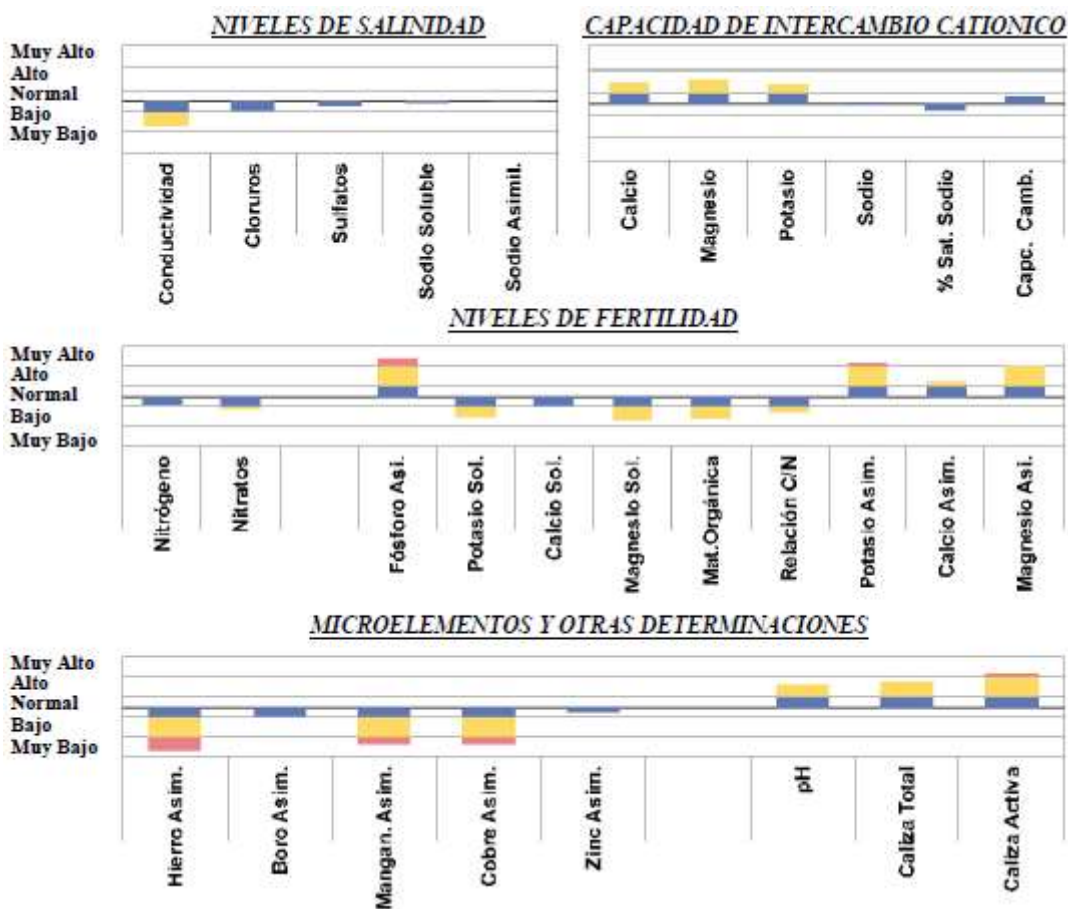 NIVELES DE SALINIDAD
Muy Alto
Alto
Normal
Bajo
Muy Bajo
Conductividad
Cloruros
Sulfatos
Sodio Soluble
Sodio Asimil.
CAPACIDAD DE INTERCAMBIO CATIONICO
Calcio
Magnesio
Potasio
Sodio
% Sat. Sodio
Capc. Camb.
NIVELES DE FERTILIDAD
Muy Alto
Alto
Normal
Bajo
Muy Bajo
Nitrógeno
Nitratos
Fósforo Asi.
Potasio Sol.
Calcio Sol.
Magnesio Sol.
Mat.Orgánica
Relación C/N
Potasio Asim.
Calcio Asim.
Magnesio Asi.
MICROELEMENTOS Y OTRAS DETERMINACIONES
Muy Alto
Alto
Normal
Bajo
Muy Bajo
Hierro Asim.
Boro Asim.
Mangan. Asim.
Cobre Asim.
Zinc Asim.
pH
Caliza Total
Caliza Activa